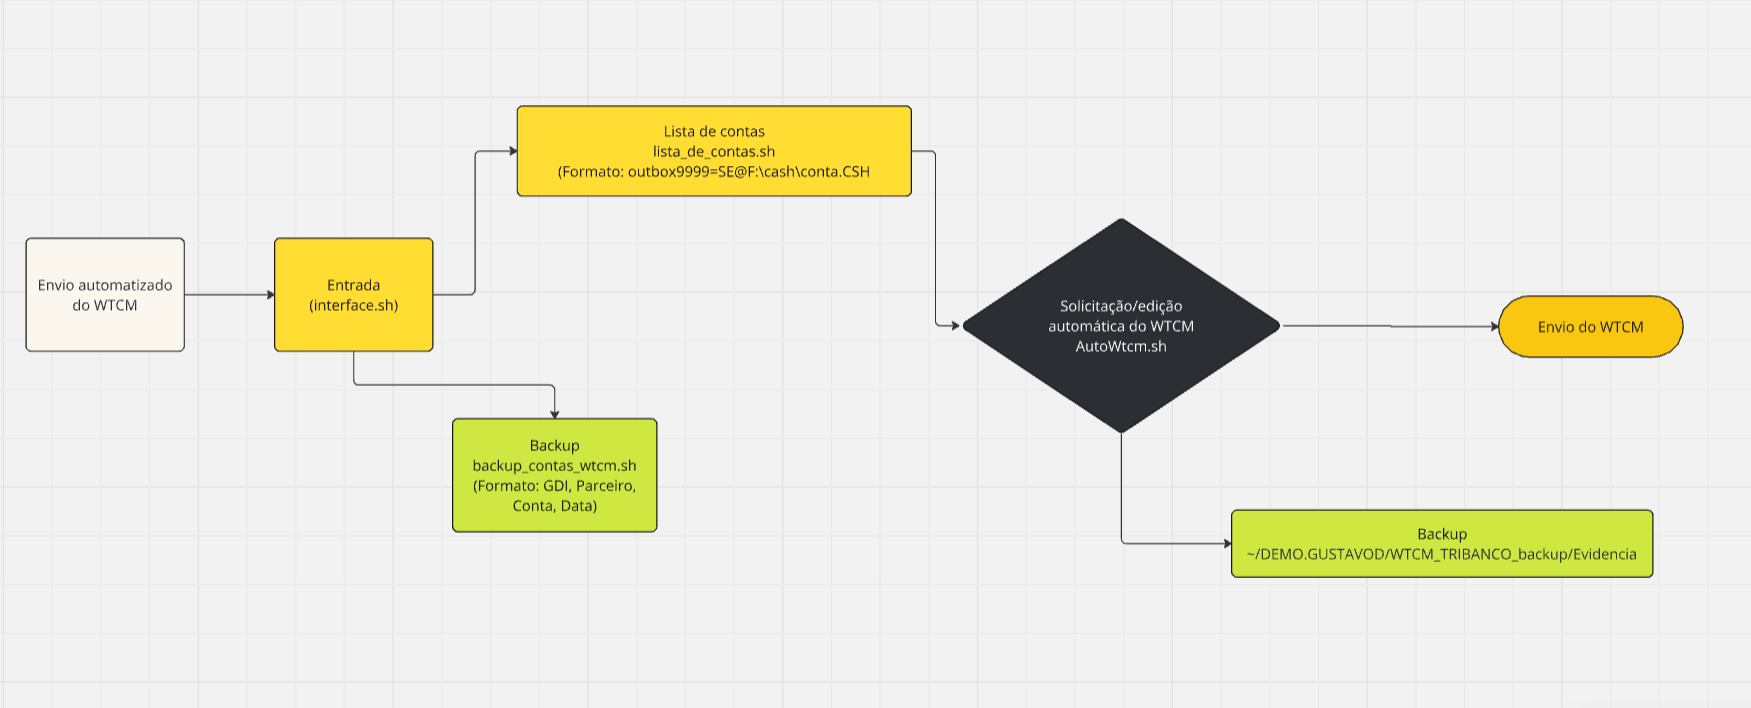 Lista de contas
lista_de_contas.sh
(Formato: outbox9999=SE@F:\cash\conta.CSH
Envio automatizado
do WTCM
Entrada
(interface.sh)
Solicitação/edição
automática do WTCM
AutoWtcm.sh
Envio do WTCM
Backup
backup_contas_wtcm.sh
(Formato: GDI, Parceiro,
Conta, Data)
Backup
~/DEMO.GUSTAVOD/WTCM_TRIBANCO_backup/Evidencia